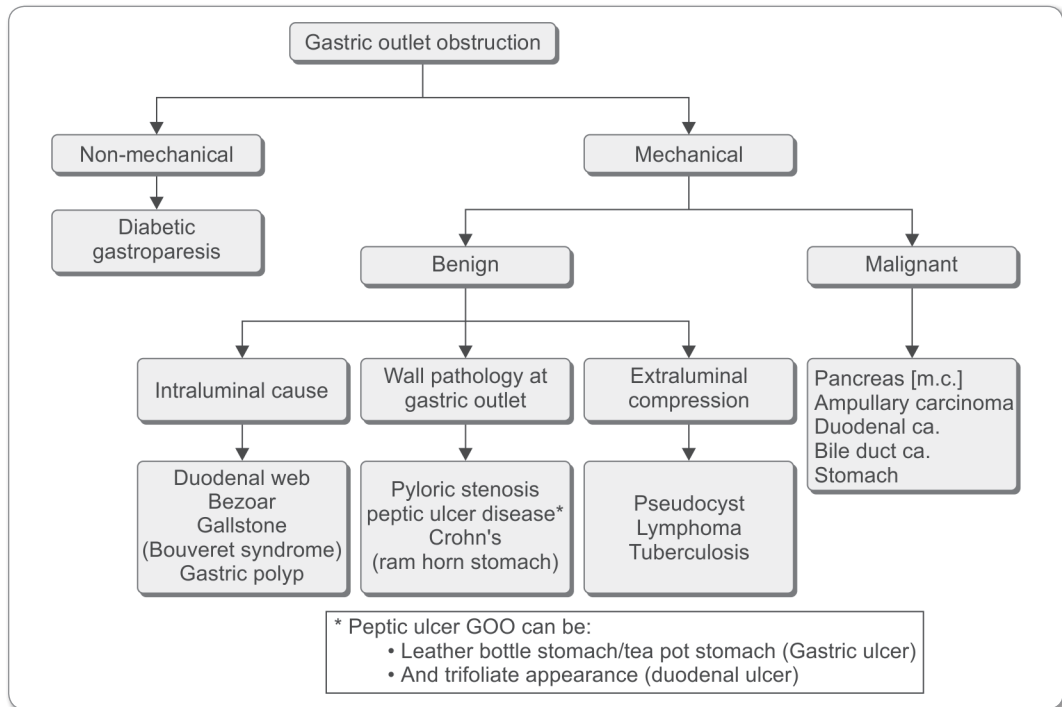 Gastric outlet obstruction
Non-mechanical
Mechanical
Diabetic
gastroparesis
Benign
Malignant
Intraluminal cause
Wall pathology at
gastric outlet
Extraluminal
compression
Pancreas [m.c.]
Ampullary carcinoma
Duodenal ca.
Bile duct ca.
Stomach
Duodenal web
Bezoar
Gallstone
(Bouveret syndrome)
Gastric polyp
Pyloric stenosis
peptic ulcer disease*
Crohn's
(ram horn stomach)
Pseudocyst
Lymphoma
Tuberculosis
* Peptic ulcer GOO can be:
• Leather bottle stomach/tea pot stomach (Gastric ulcer)
• And trifoliate appearance (duodenal ulcer)